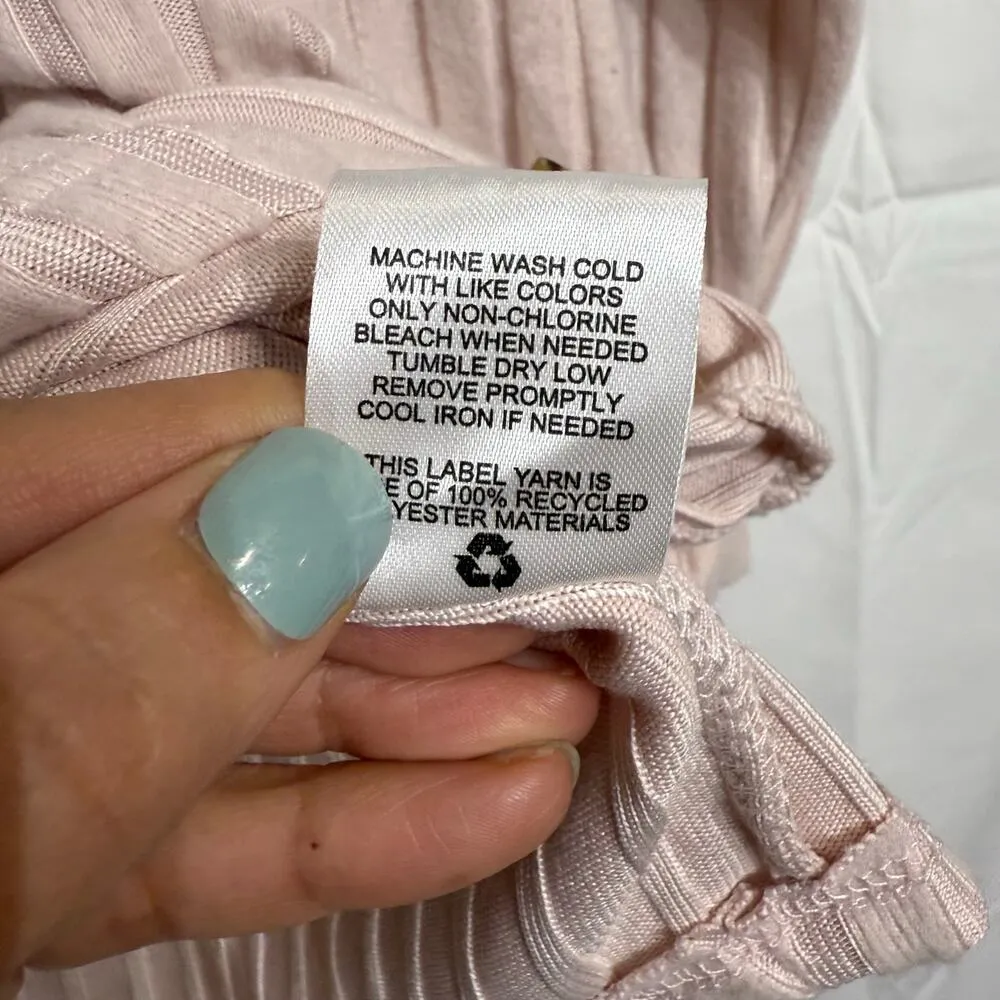 MACHINE WASH COLD
WITH LIKE COLORS
ONLY NON-CHLORINE
BLEACH WHEN NEEDED
TUMBLE DRY LOW
REMOVE PROMPTLY
COOL IRON IF NEEDED
THIS LABEL YARN IS
OF 100% RECYCLED
MATERIALS